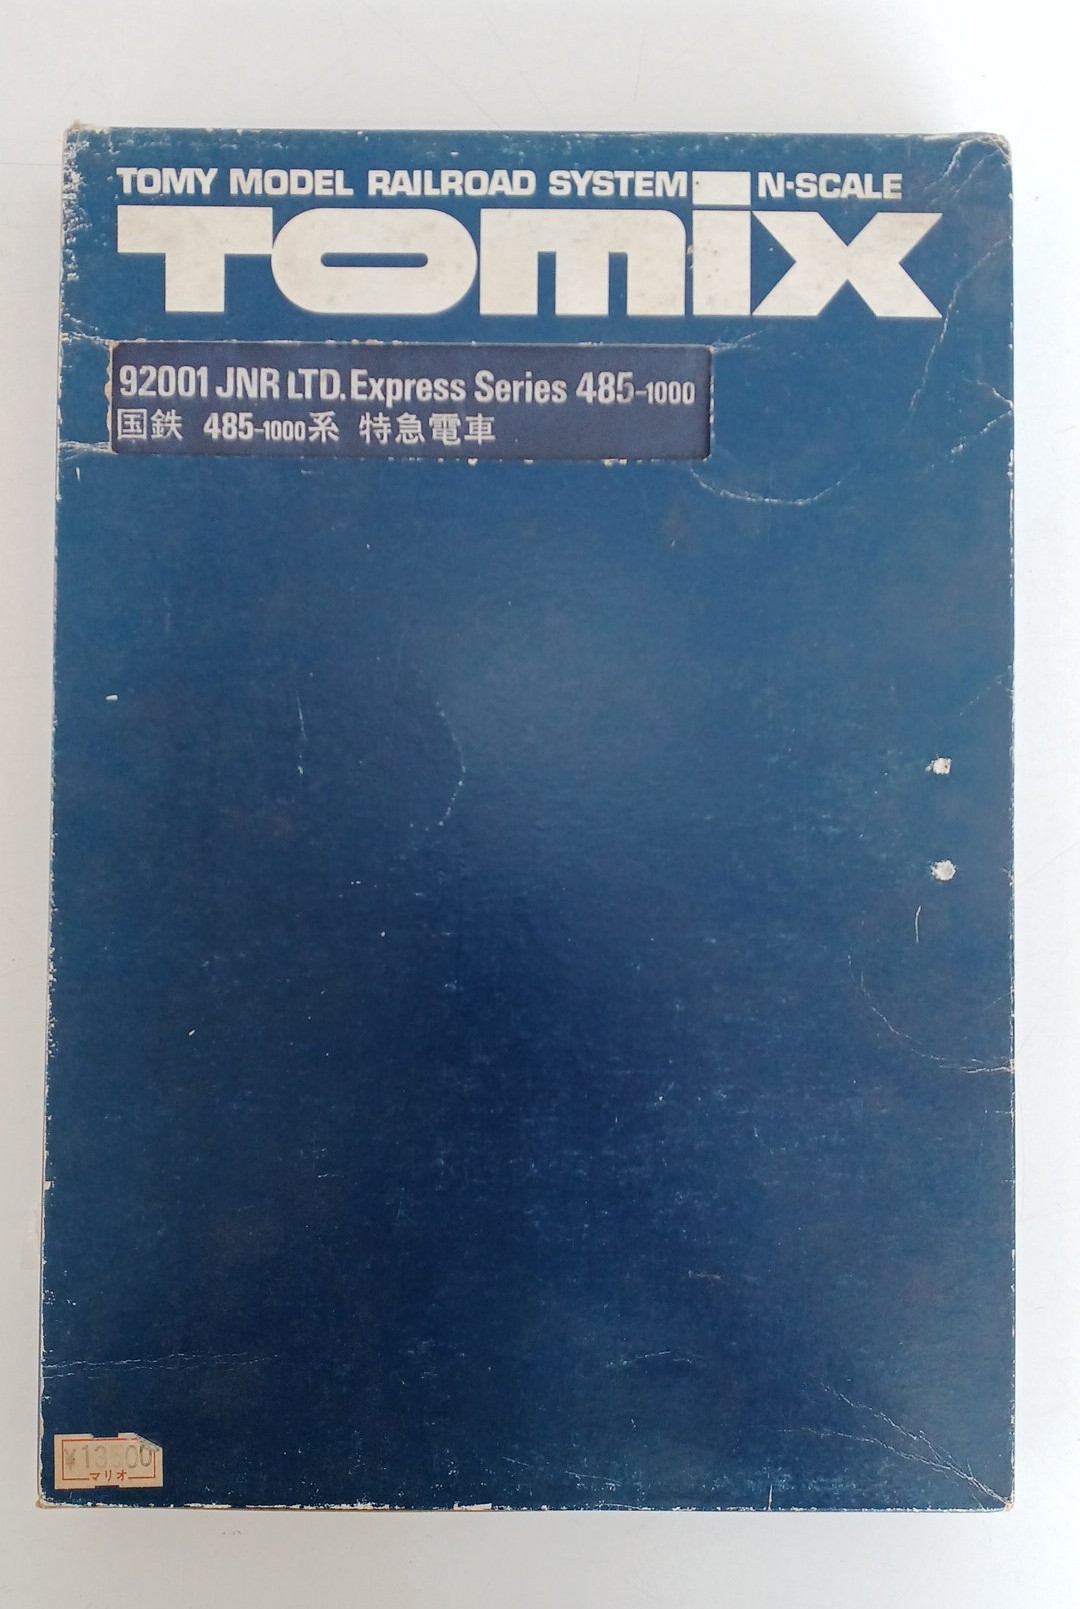 TOMY MODEL RAILROAD SYSTEM N-SCALE
TOMIX
92001 JNR LTD. Express Series 485-1000
国鉄 485-1000系 特急電車
¥13500
マリオ